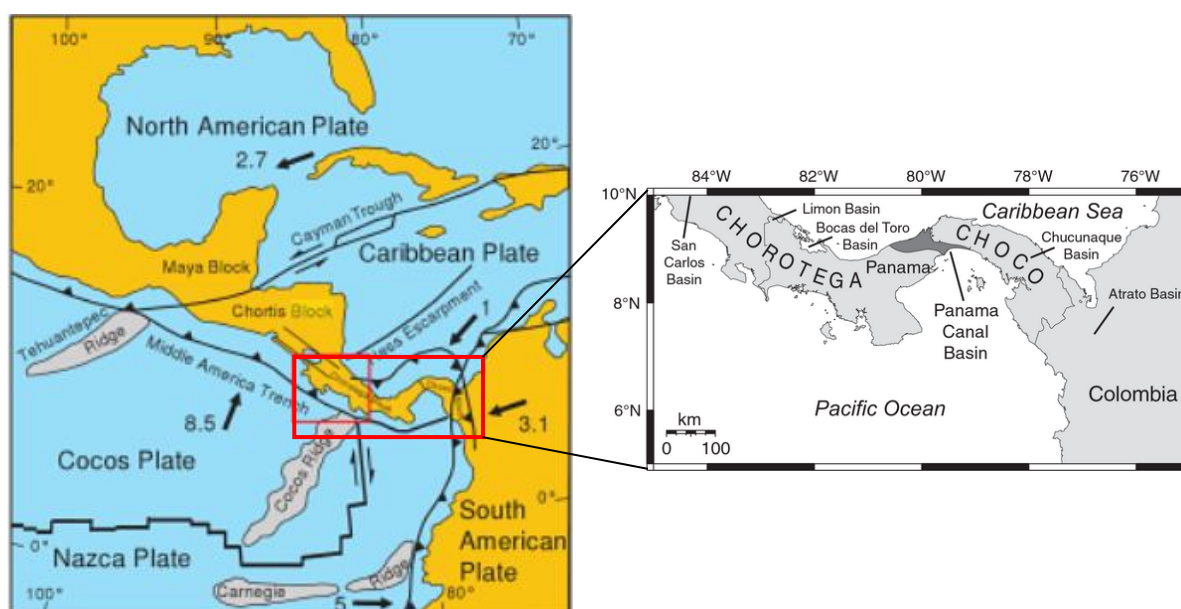 100°
90°
80°
70°
North American Plate
2.7
20°
20°
Cayman Trough
Caribbean Plate
Maya Block
Chortis Block
Hess Escarpment
1
Tehuantepec
Ridge
Middle America Trench
8.5
3.1
Cocos Plate
Cocos Ridge
0°
South
American
Plate
0°
Nazca Plate
Carnegie
Ridge
100°
5
80°
84°W
82°W
80°W
78°W
76°W
10°N
8°N
6°N
Limon Basin
Bocas del Toro
Basin
Caribbean Sea
San
Carlos
Basin
CHOROTEGA
CHOCO
Chucunaque
Basin
Panama
Panama
Canal
Basin
Atrato Basin
Colombia
Pacific Ocean
km
0 100